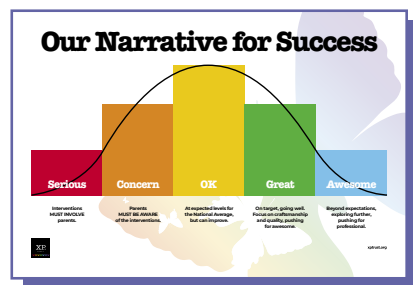 Our Narrative for Success
Serious
Concern
OK
Great
Awesome
Interventions
MUST INVOLVE
parents.
Parents
MUST BE AWARE
of the interventions.
At expected levels for
the National Average,
but can improve.
On target, going well.
Focus on craftsmanship
and quality, pushing
for awesome.
Beyond expectations,
exploring further,
pushing for
professional.
XP
xptrust.org